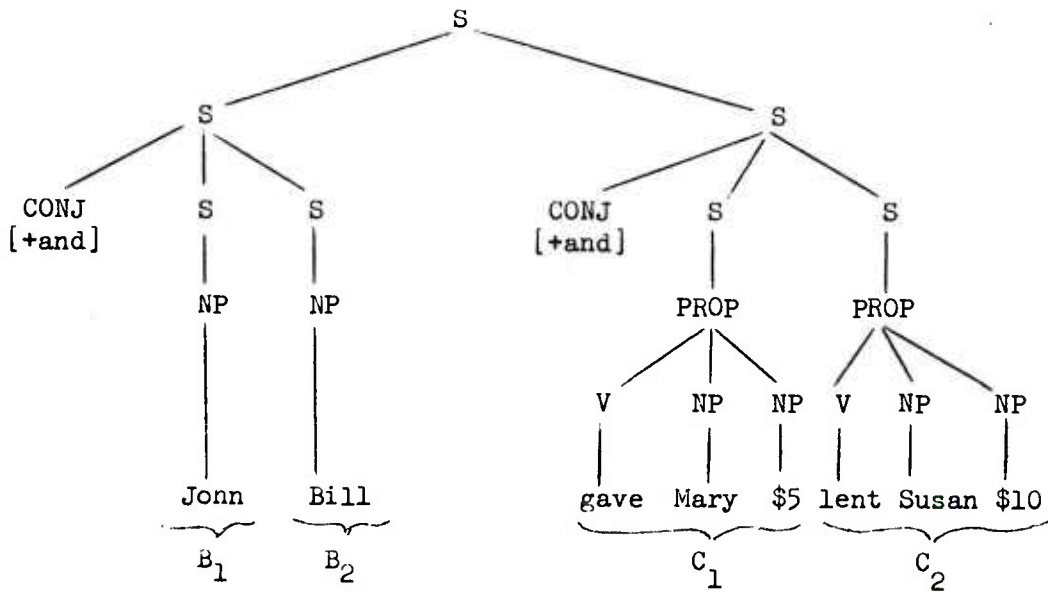 S
S S
CONJ S S CONJ S S
[+and] [+and]
NP NP PROP PROP
V NP NP V NP NP
Jonn Bill gave Mary $5 lent Susan $10
B1 B2 C1 C2